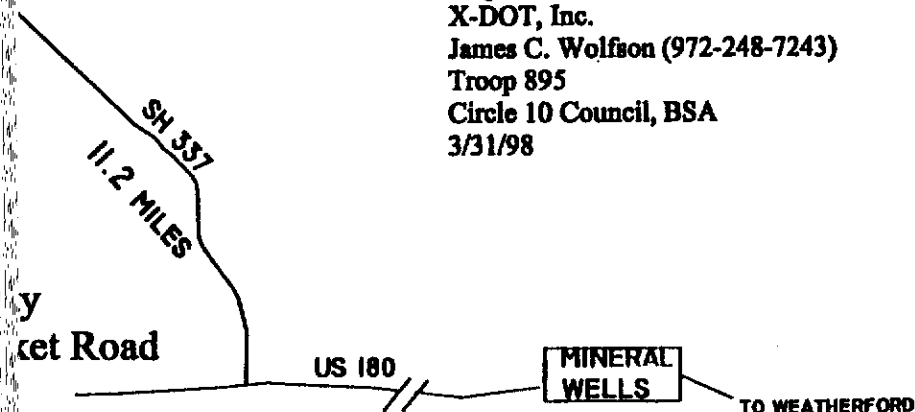 X-DOT, Inc.
James C. Wolfson (972-248-7243)
Troop 895
Circle 10 Council, BSA
3/31/98
SH 337
11.2 MILES
y
ket Road
US 180
MINERAL
WELLS
TO WEATHERFORD